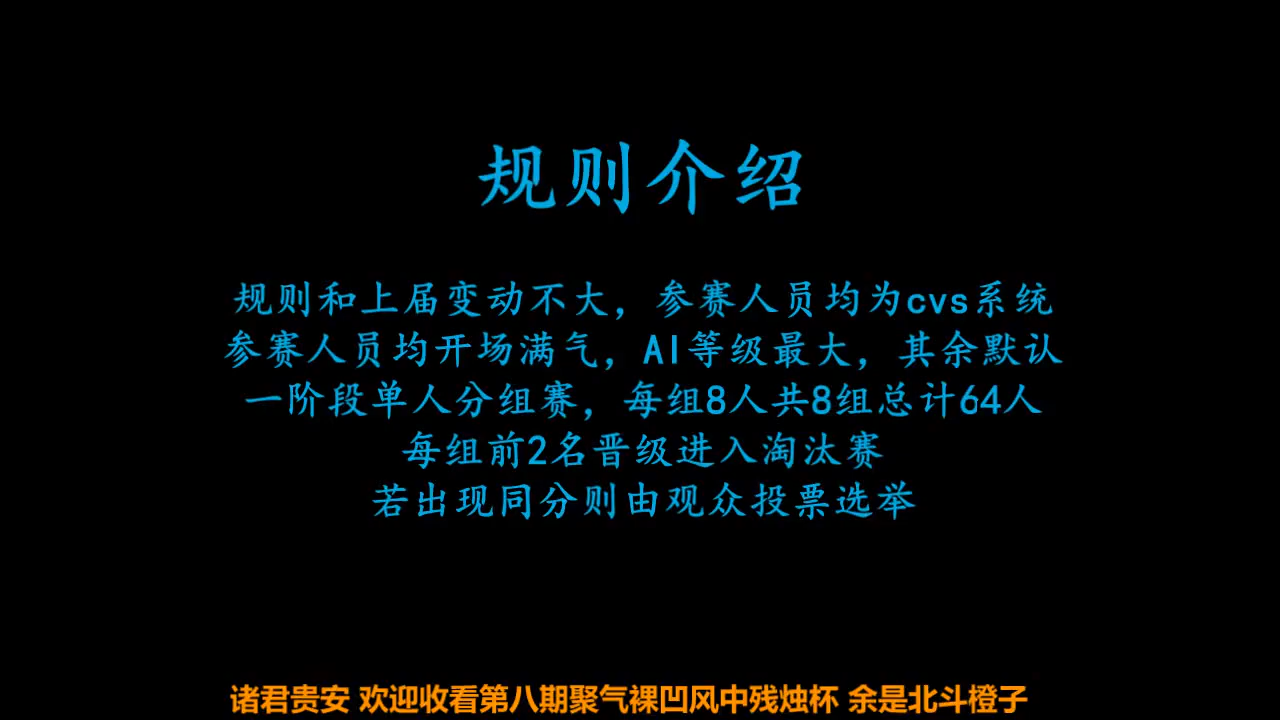 规则介绍
规则和上届变动不大，参赛人员均为cvs系统
参赛人员均开场满气，AI等级最大，其余默认
一阶段单人分组赛，每组8人共8组总计64人
每组前2名晋级进入淘汰赛
若出现同分则由观众投票选举
诸君贵安 欢迎收看第八期聚气裸凹风中残烛杯 余是北斗橙子